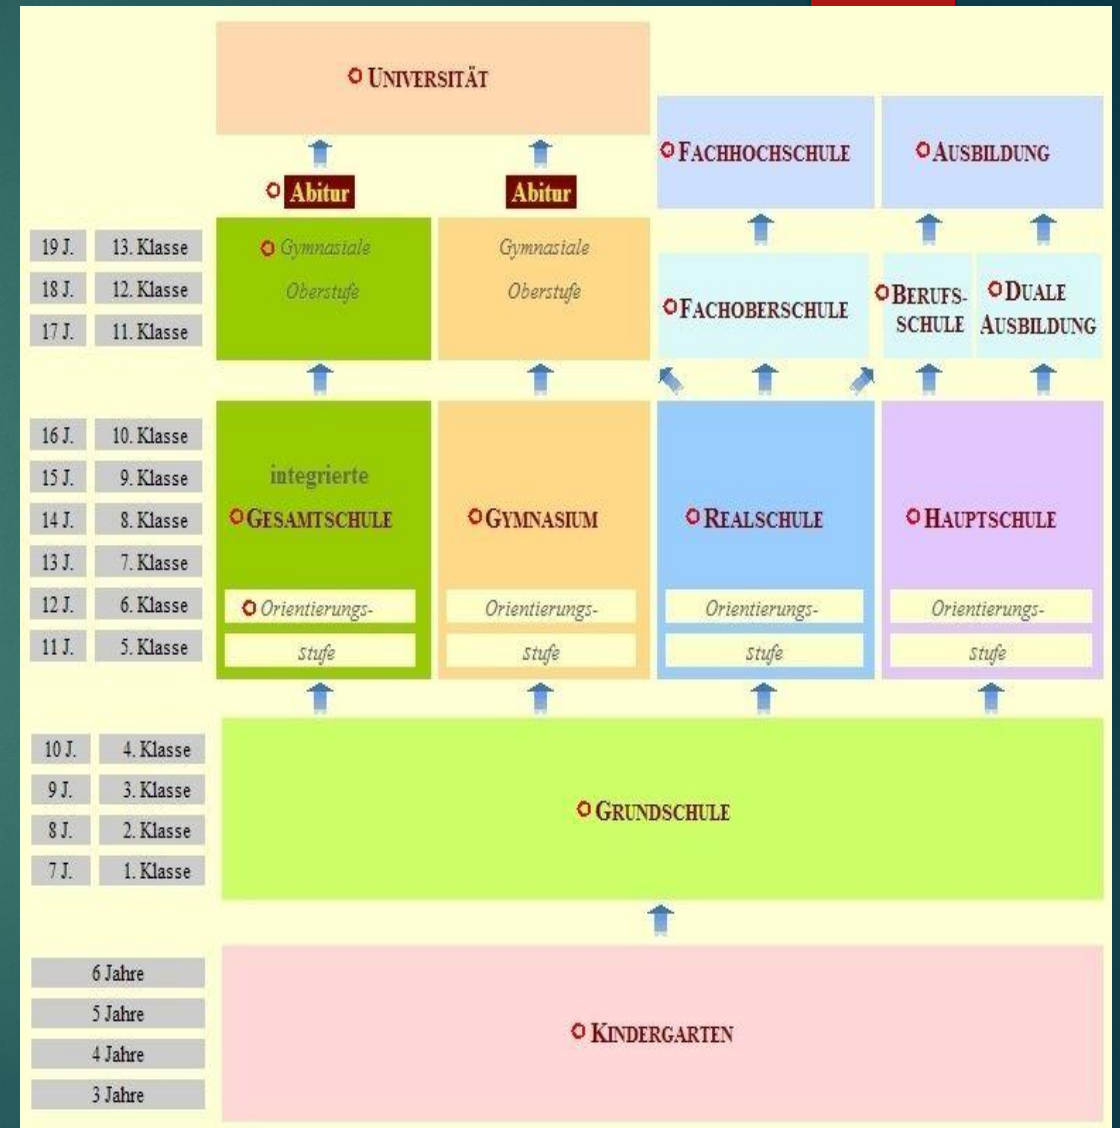 UNIVERSITÄT
FACHHOCHSCHULE
AUSBILDUNG
Abitur
Abitur
19 J. 13. Klasse
18 J. 12. Klasse
17 J. 11. Klasse
Gymnasiale
Oberstufe
Gymnasiale
Oberstufe
FACHOBERSCHULE
BERUFS-
SCHULE
DUALE
AUSBILDUNG
16 J. 10. Klasse
15 J. 9. Klasse
14 J. 8. Klasse
13 J. 7. Klasse
12 J. 6. Klasse
11 J. 5. Klasse
integrierte
GESAMTSCHULE
Orientierungs-
stufe
GYMNASIUM
Orientierungs-
stufe
REALSCHULE
Orientierungs-
stufe
HAUPTSCHULE
Orientierungs-
stufe
10 J. 4. Klasse
9 J. 3. Klasse
8 J. 2. Klasse
7 J. 1. Klasse
GRUNDSCHULE
6 Jahre
5 Jahre
4 Jahre
3 Jahre
KINDERGARTEN